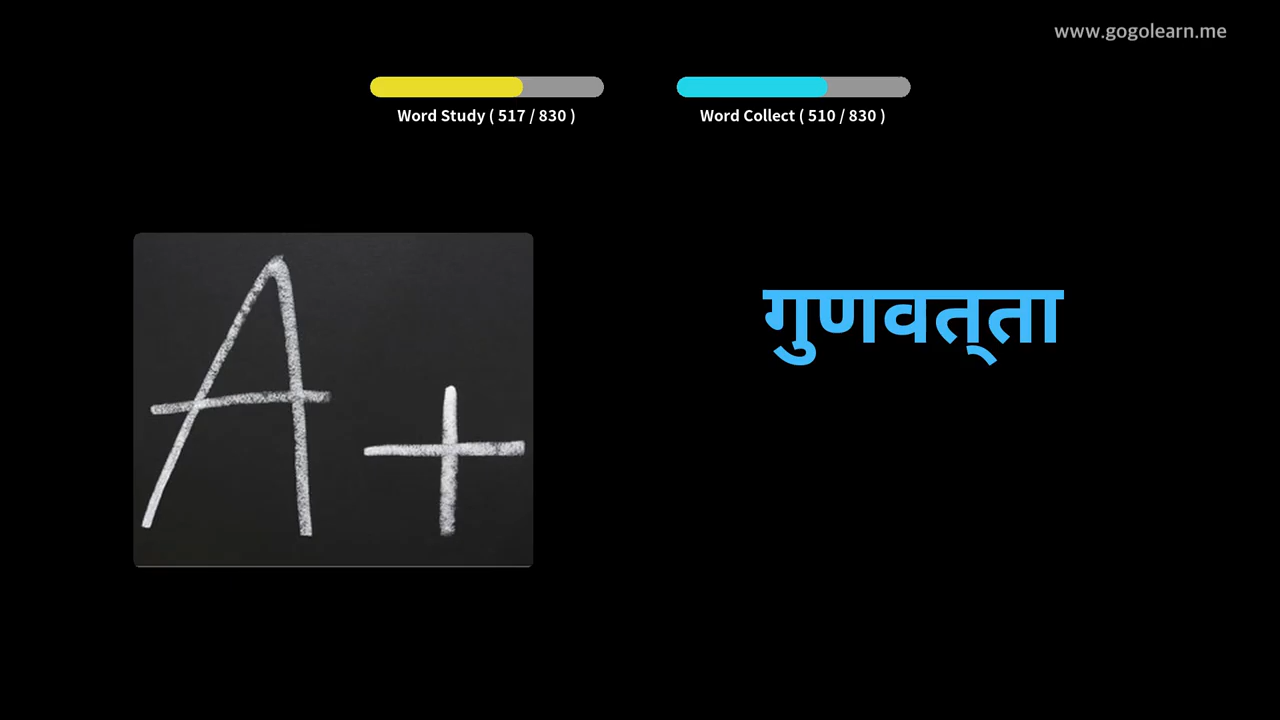 www.gogolearn.me
Word Study ( 517 / 830 )
Word Collect ( 510 / 830 )
A+
गुणवत्‌ता